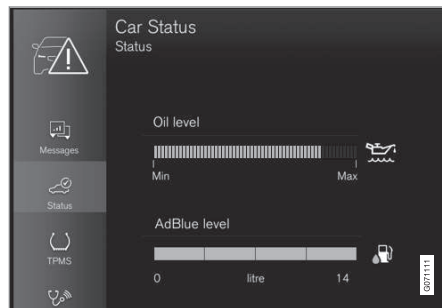 Car Status
Status
Messages
Status
TPMS
Oil level
Min Max
AdBlue level
0 litre 14
G071111